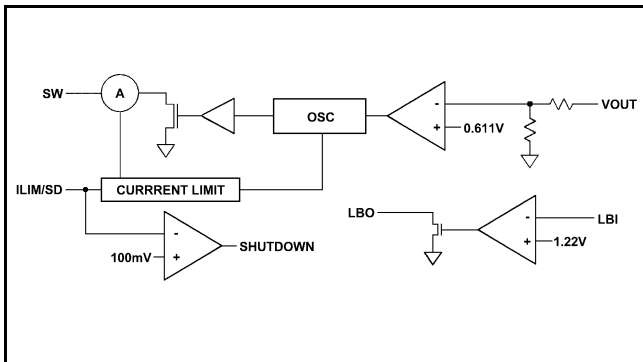 SW
A
OSC
-
+
0.611V
VOUT
ILIM/SD
CURRRENT LIMIT
-
+
100mV
SHUTDOWN
LBO
-
+
LBI
1.22V